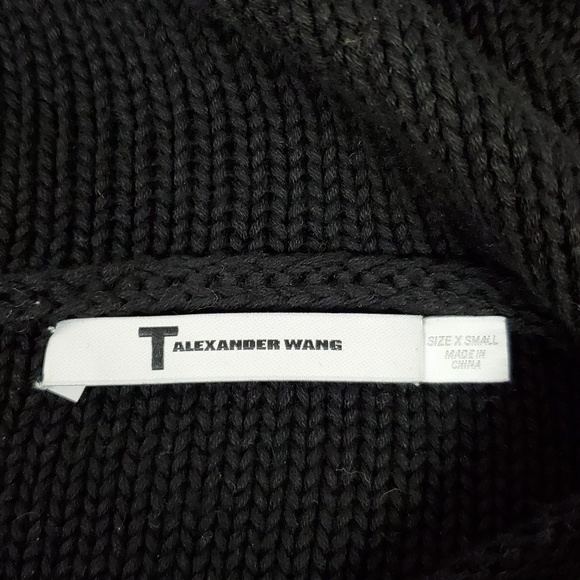 T ALEXANDER WANG
SIZE X SMALL
MADE IN
CHINA